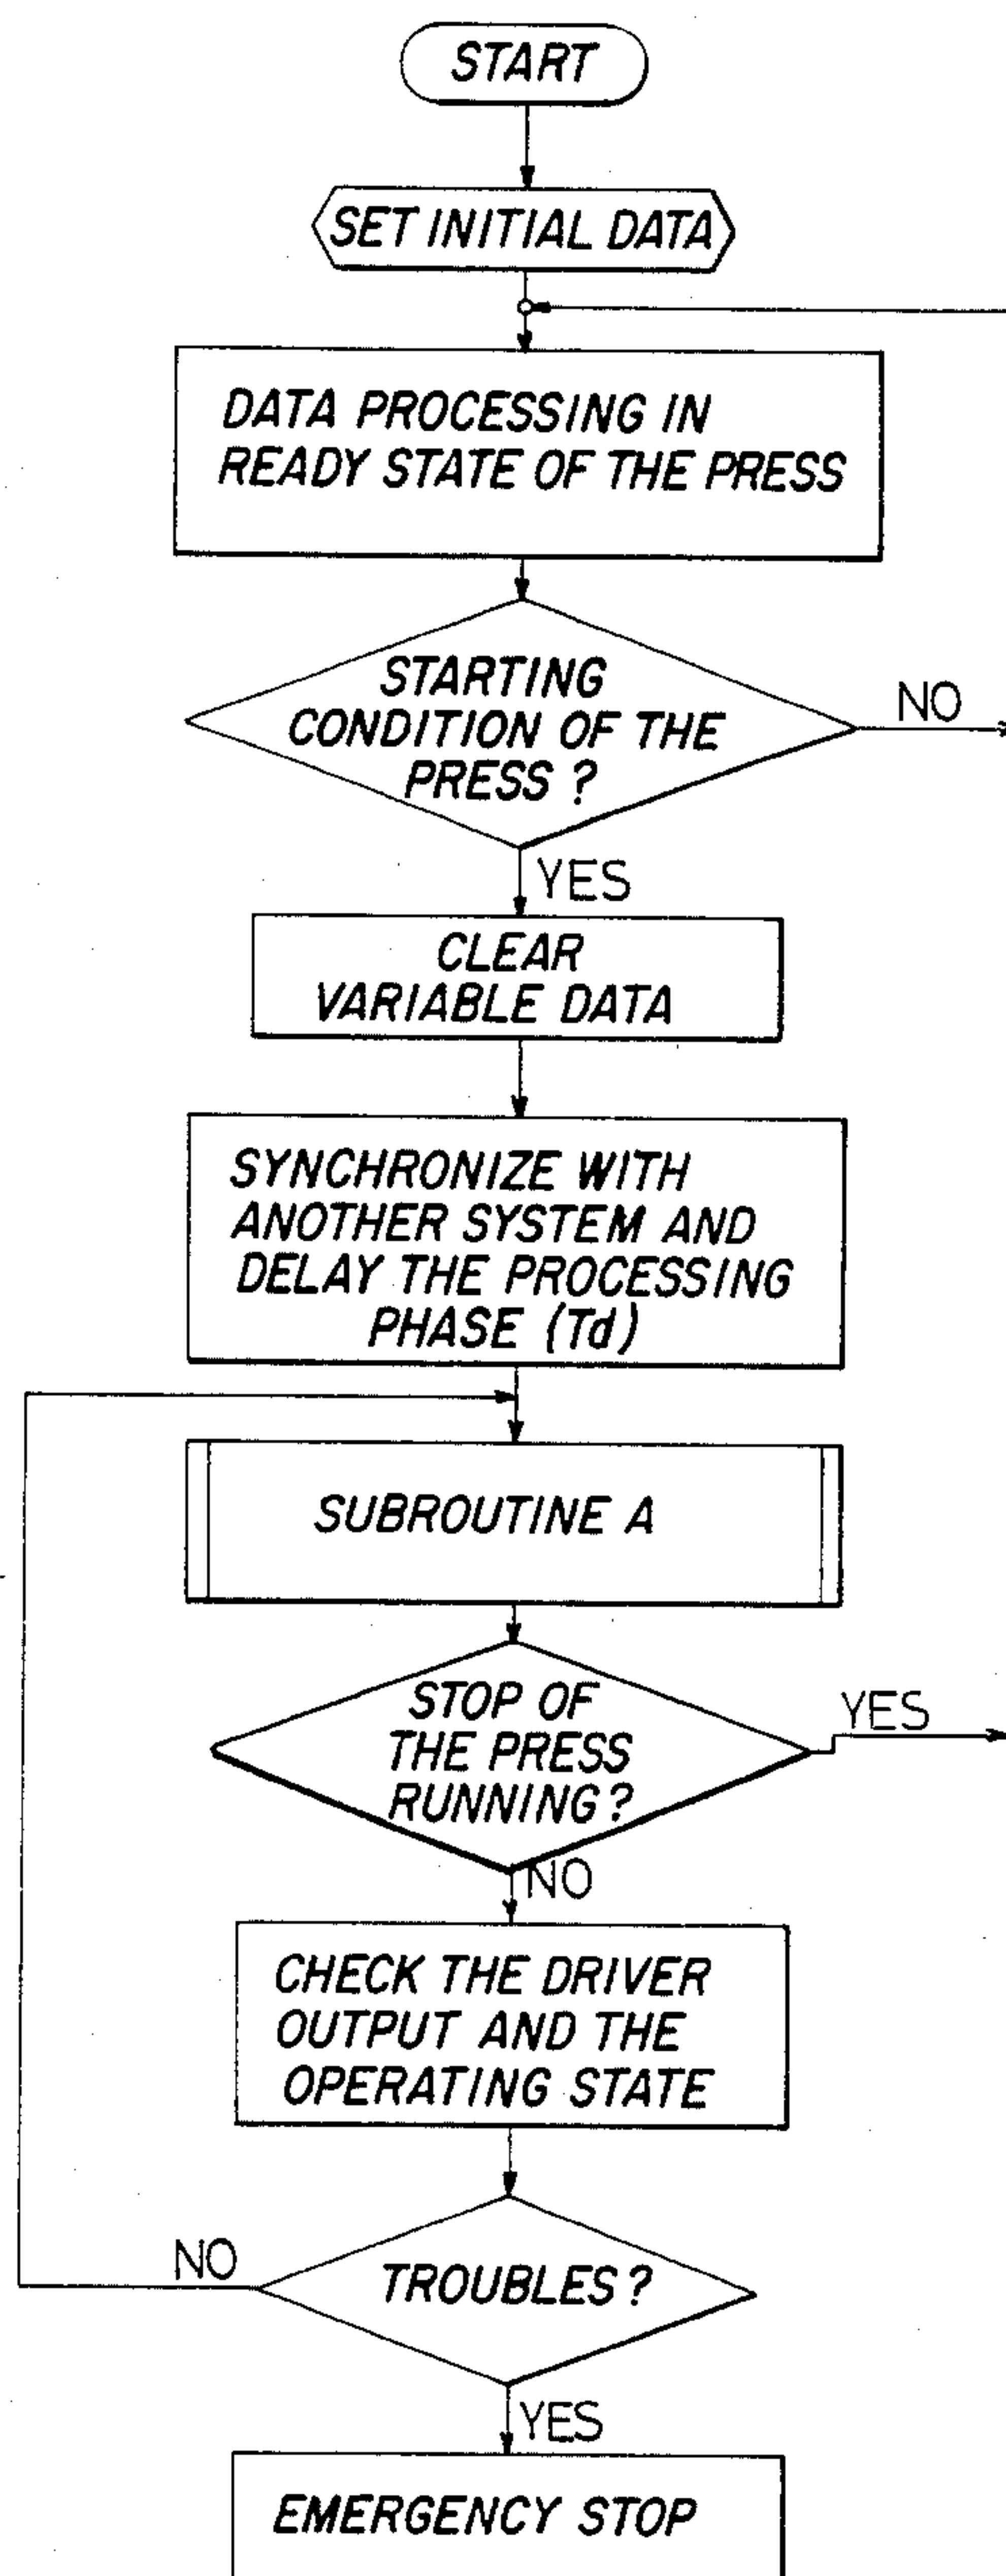 START
SET INITIAL DATA
DATA PROCESSING IN
READY STATE OF THE PRESS
STARTING
CONDITION OF THE
PRESS ?
NO
YES
CLEAR
VARIABLE DATA
SYNCHRONIZE WITH
ANOTHER SYSTEM AND
DELAY THE PROCESSING
PHASE (Td)
SUBROUTINE A
STOP OF
THE PRESS
RUNNING?
YES
NO
CHECK THE DRIVER
OUTPUT AND THE
OPERATING STATE
TROUBLES?
NO
YES
EMERGENCY STOP